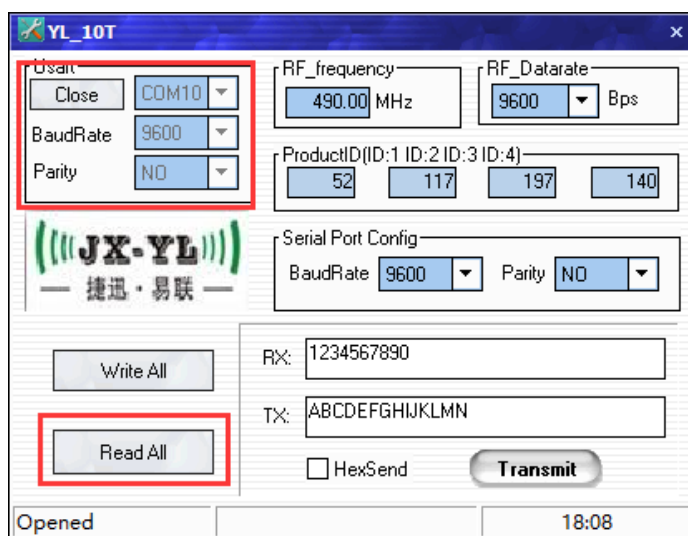 YL_10T
Usart
Close COM10
BaudRate 9600
Parity NO
RF_frequency
490.00 MHz
RF_Datarate
9600 Bps
ProductID(ID:1 ID:2 ID:3 ID:4)
52 117 197 140
JX-YL
捷迅·易联
Serial Port Config
BaudRate 9600 Parity NO
Write All
Read All
RX: 1234567890
TX: ABCDEFGHIJKLMN
HexSend Transmit
Opened 18:08